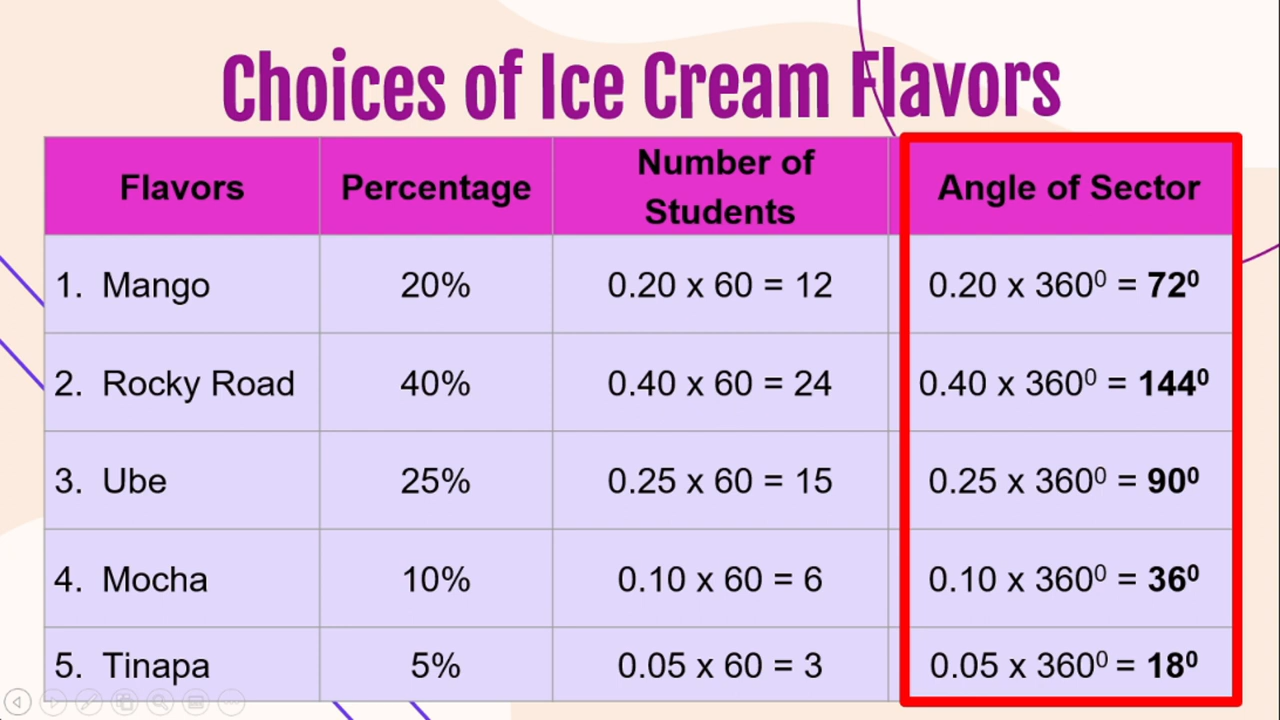 Choices of Ice Cream Flavors
Flavors Percentage Number of Students Angle of Sector
1. Mango 20% 0.20 x 60 = 12 0.20 x 360⁰ = 72⁰
2. Rocky Road 40% 0.40 x 60 = 24 0.40 x 360⁰ = 144⁰
3. Ube 25% 0.25 x 60 = 15 0.25 x 360⁰ = 90⁰
4. Mocha 10% 0.10 x 60 = 6 0.10 x 360⁰ = 36⁰
5. Tinapa 5% 0.05 x 60 = 3 0.05 x 360⁰ = 18⁰